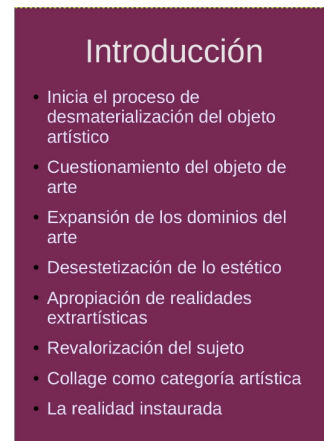 Introducción
• Inicia el proceso de
desmaterialización del objeto
artístico
• Cuestionamiento del objeto de
arte
• Expansión de los dominios del
arte
• Desestetización de lo estético
• Apropiación de realidades
extrartísticas
• Revalorización del sujeto
• Collage como categoría artística
• La realidad instaurada